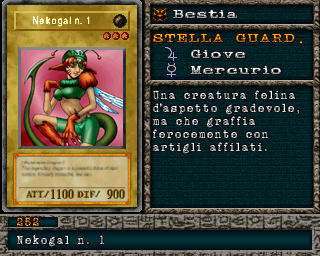 Nekogal n. 1
ATT/1100 DIF/ 900
Bestia
STELLA GUARD.
Giove
Mercurio
Una creatura felina
d'aspetto gradevole,
ma che graffia
ferocemente con
artigli affilati.
252
Nekogal n. 1